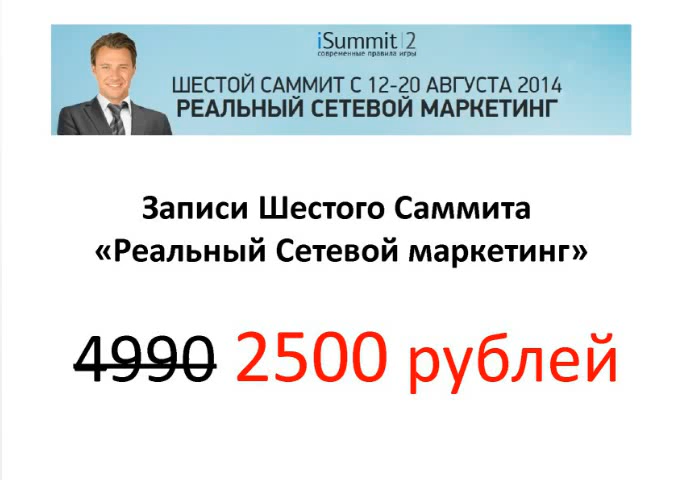 iSummit|2
современные правила игры
ШЕСТОЙ САММИТ С 12-20 АВГУСТА 2014
РЕАЛЬНЫЙ СЕТЕВОЙ МАРКЕТИНГ
Записи Шестого Саммита
«Реальный Сетевой маркетинг»
4990 2500 рублей